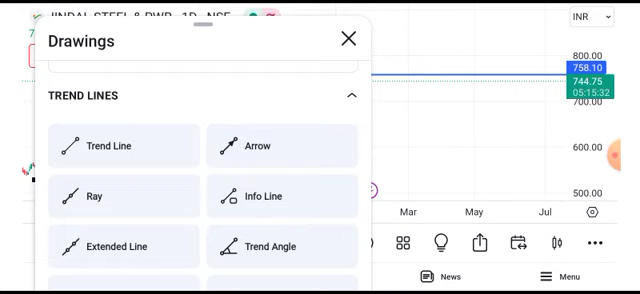 JINDAL STEEL & PWR · 1D · NSE
INR
Drawings
800.00
758.10
744.75
05:15:32
700.00
TREND LINES
Trend Line
Arrow
600.00
Ray
Info Line
500.00
Mar
May
Jul
Extended Line
Trend Angle
News
Menu